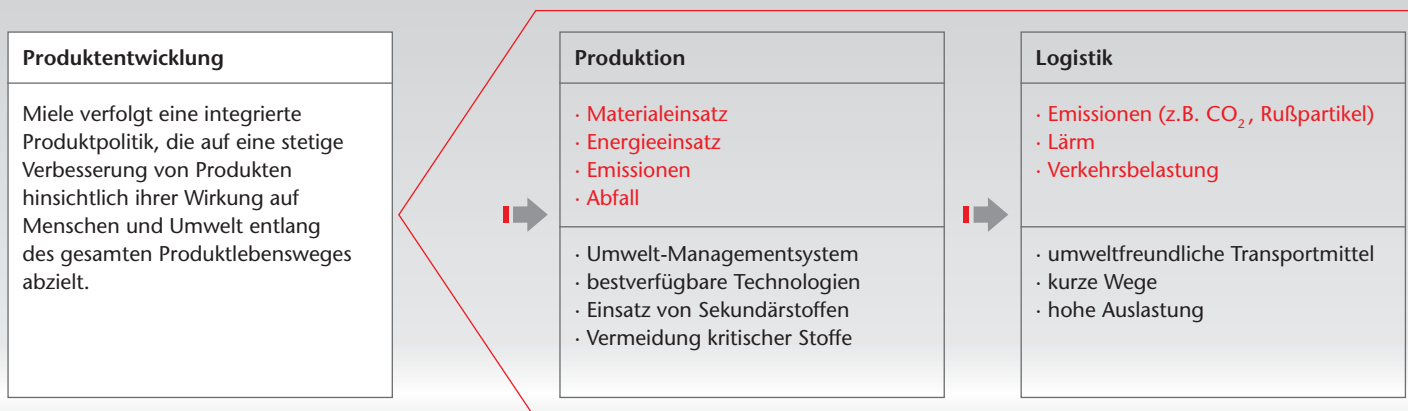 Produktentwicklung
Miele verfolgt eine integrierte
Produktpolitik, die auf eine stetige
Verbesserung von Produkten
hinsichtlich ihrer Wirkung auf
Menschen und Umwelt entlang
des gesamten Produktlebensweges
abzielt.
Produktion
· Materialeinsatz
· Energieeinsatz
· Emissionen
· Abfall
· Umwelt-Managementsystem
· bestverfügbare Technologien
· Einsatz von Sekundärstoffen
· Vermeidung kritischer Stoffe
Logistik
· Emissionen (z.B. CO₂, Rußpartikel)
· Lärm
· Verkehrsbelastung
· umweltfreundliche Transportmittel
· kurze Wege
· hohe Auslastung